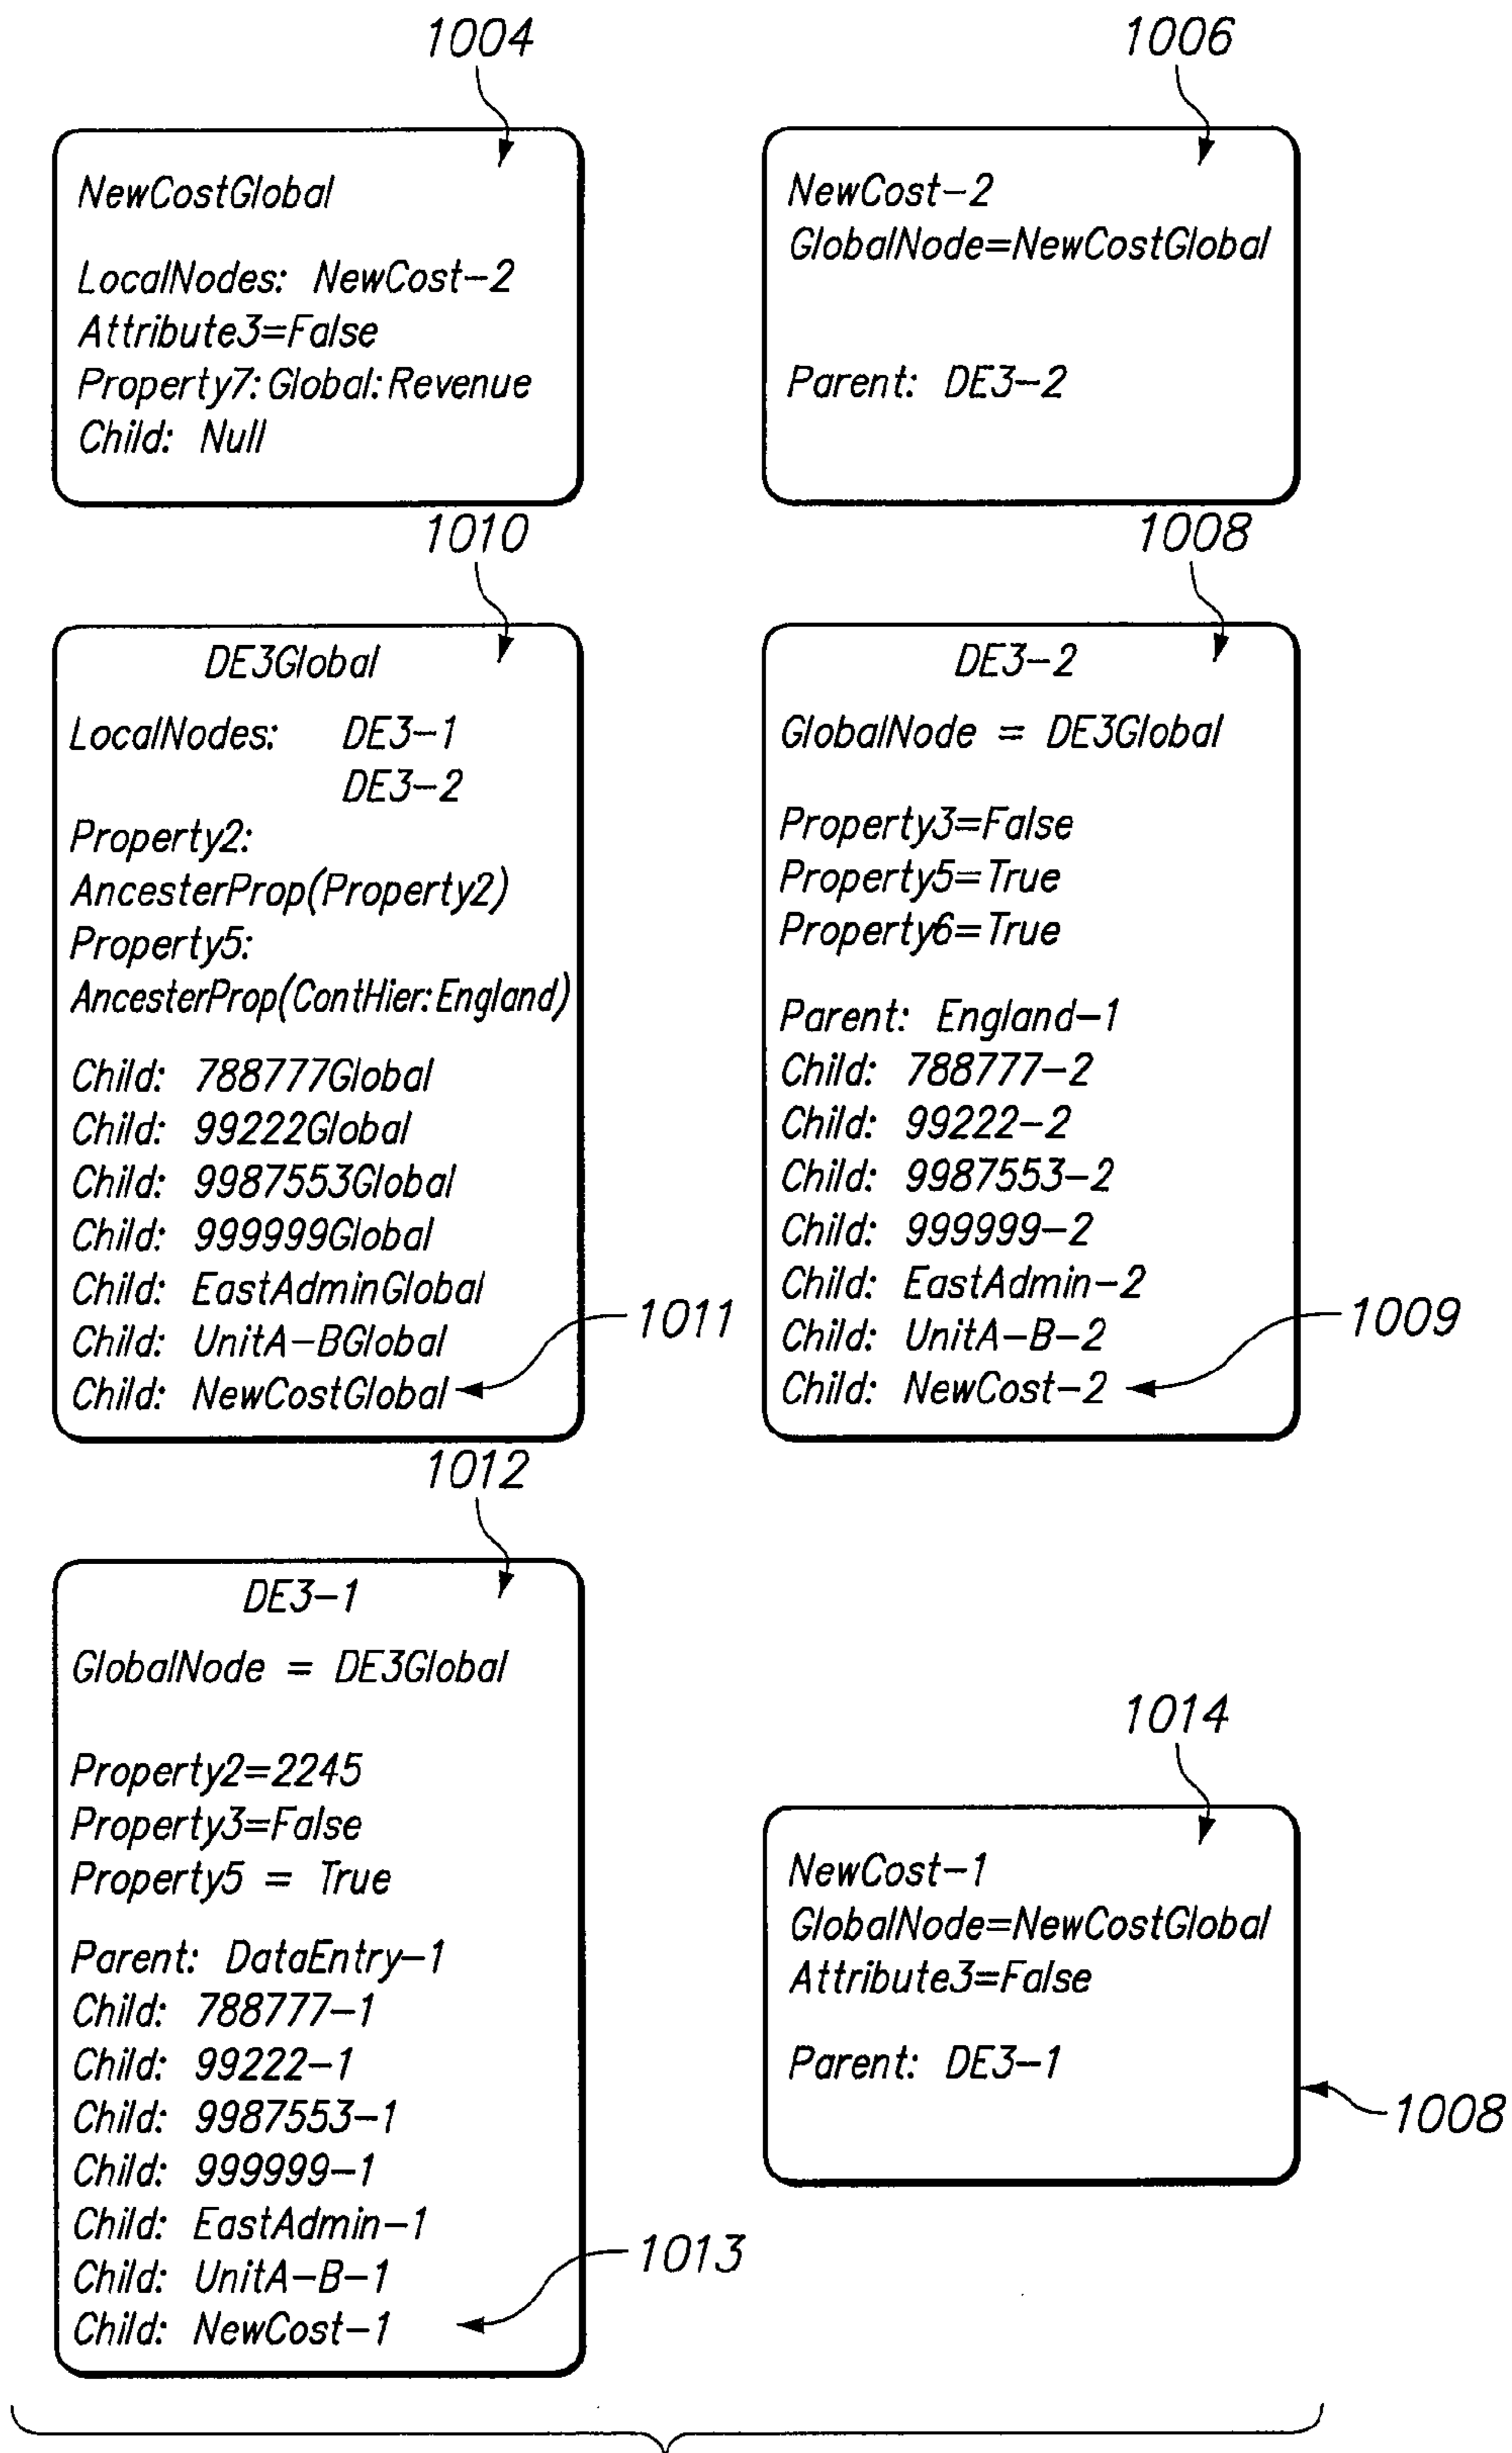 1004
NewCostGlobal
LocalNodes: NewCost-2
Attribute3=False
Property7:Global:Revenue
Child: Null
1006
NewCost-2
GlobalNode=NewCostGlobal
Parent: DE3-2
1010
DE3Global
LocalNodes: DE3-1
DE3-2
Property2:
AncesterProp(Property2)
Property5:
AncesterProp(ContHier:England)
Child: 788777Global
Child: 99222Global
Child: 9987553Global
Child: 999999Global
Child: EastAdminGlobal
Child: UnitA-BGlobal
Child: NewCostGlobal
1011
1008
DE3-2
GlobalNode = DE3Global
Property3=False
Property5=True
Property6=True
Parent: England-1
Child: 788777-2
Child: 99222-2
Child: 9987553-2
Child: 999999-2
Child: EastAdmin-2
Child: UnitA-B-2
Child: NewCost-2
1009
1012
DE3-1
GlobalNode = DE3Global
Property2=2245
Property3=False
Property5 = True
Parent: DataEntry-1
Child: 788777-1
Child: 99222-1
Child: 9987553-1
Child: 999999-1
Child: EastAdmin-1
Child: UnitA-B-1
Child: NewCost-1
1013
1014
NewCost-1
GlobalNode=NewCostGlobal
Attribute3=False
Parent: DE3-1
1008